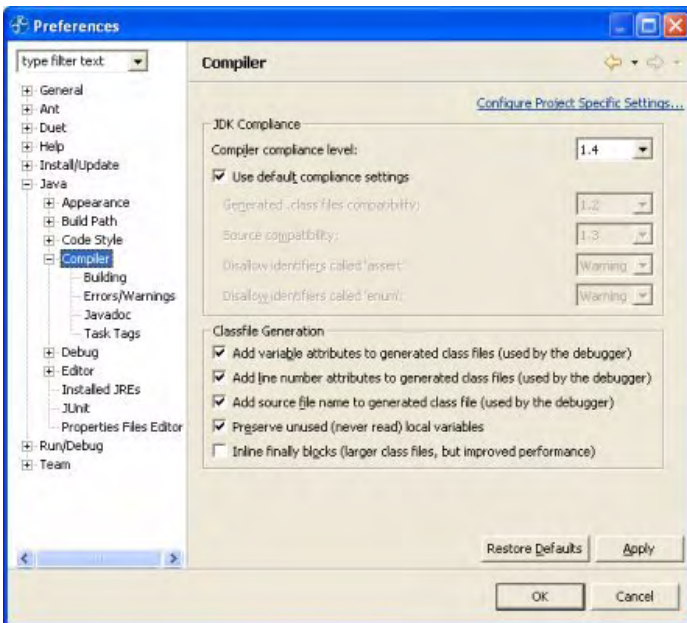 Preferences
type filter text
Compiler
General
Ant
Duet
Help
Install/Update
Java
Appearance
Build Path
Code Style
Compiler
Building
Errors/Warnings
Javadoc
Task Tags
Debug
Editor
Installed JREs
JUnit
Properties Files Editor
Run/Debug
Team
Configure Project Specific Settings...
JDK Compliance
Compiler compliance level: 1.4
Use default compliance settings
Generated .class files compatibility: 1.2
Source compatibility: 1.3
Disallow identifiers called 'assert': Warning
Disallow identifiers called 'enum': Warning
Classfile Generation
Add variable attributes to generated class files (used by the debugger)
Add line number attributes to generated class files (used by the debugger)
Add source file name to generated class file (used by the debugger)
Preserve unused (never read) local variables
Inline finally blocks (larger class files, but improved performance)
Restore Defaults Apply
OK Cancel